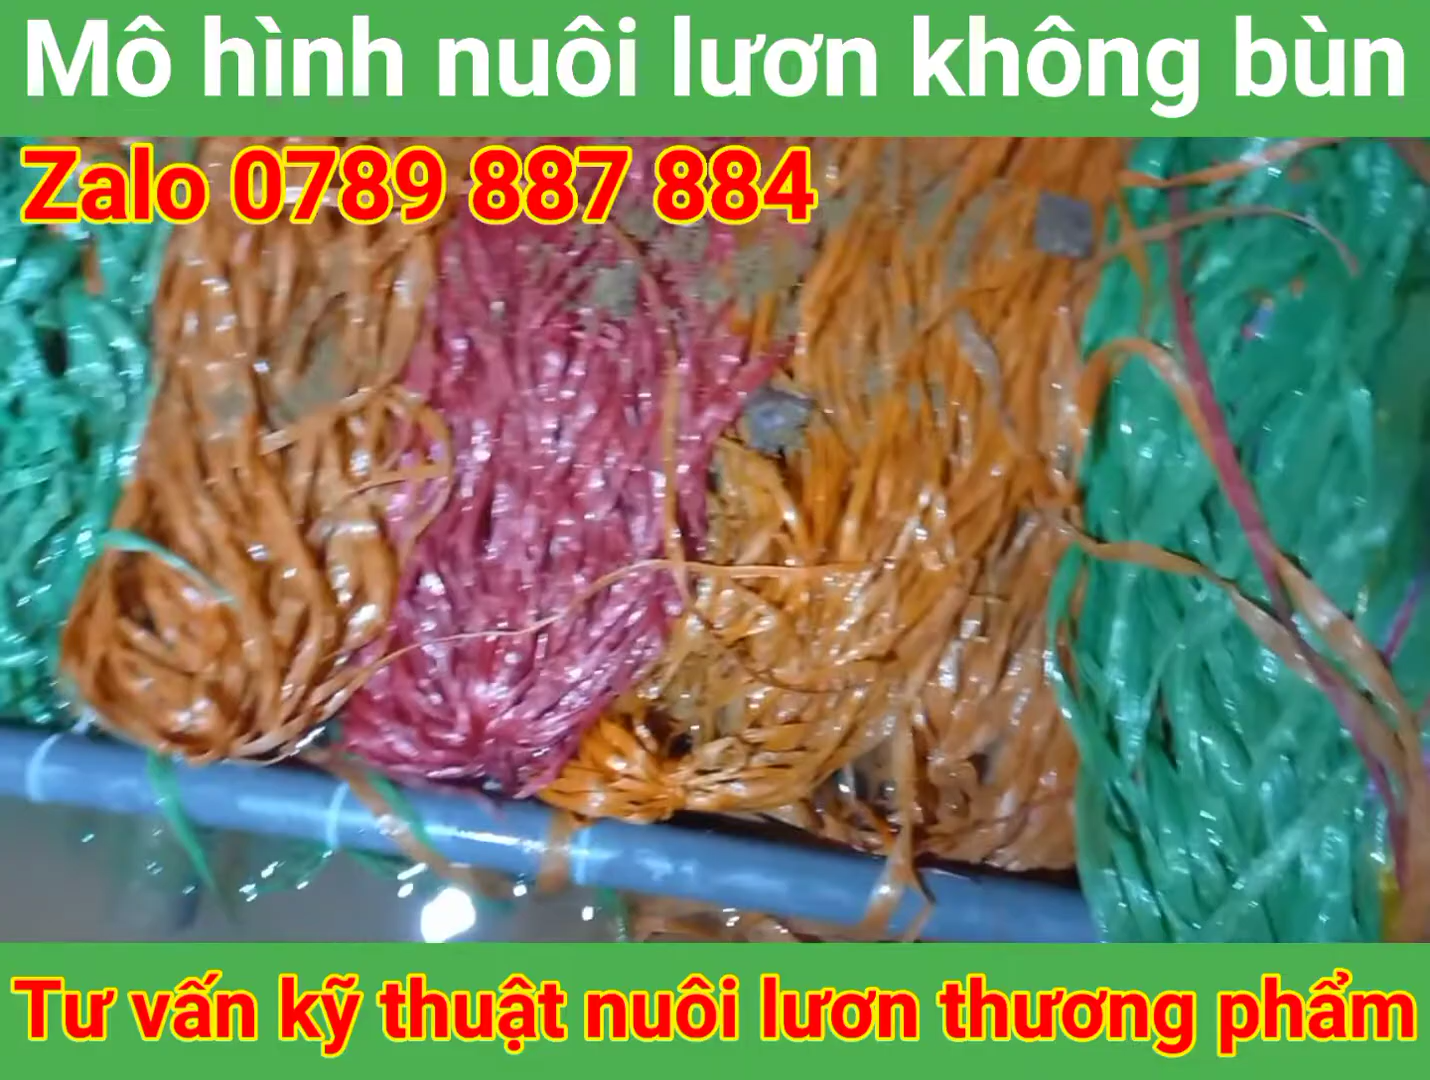 Mô hình nuôi lươn không bùn
Zalo 0789 887 884
Tư vấn kỹ thuật nuôi lươn thương phẩm